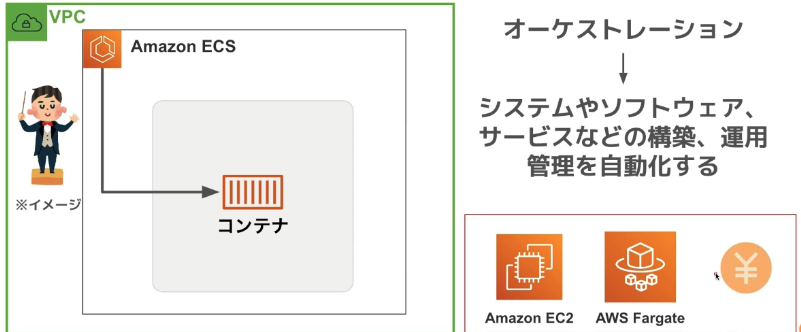 VPC
Amazon ECS
※イメージ
コンテナ
オーケストレーション
システムやソフトウェア、
サービスなどの構築、運用
管理を自動化する
Amazon EC2
AWS Fargate
¥